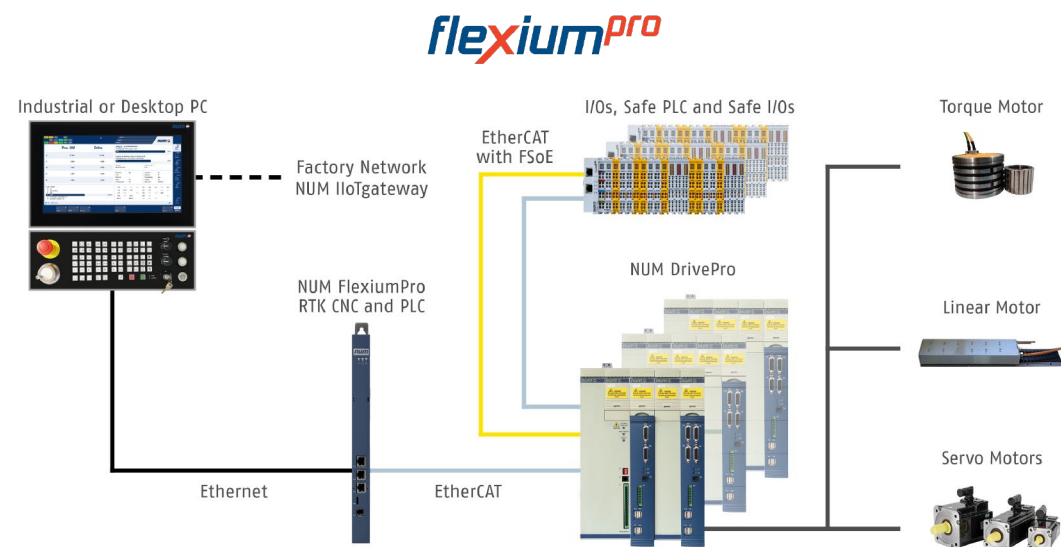 flexiumpro
Industrial or Desktop PC
I/Os, Safe PLC and Safe I/Os
Torque Motor
EtherCAT
with FSoE
Factory Network
NUM IIoTgateway
NUM DrivePro
NUM FlexiumPro
RTK CNC and PLC
num
Linear Motor
Servo Motors
Ethernet
EtherCAT